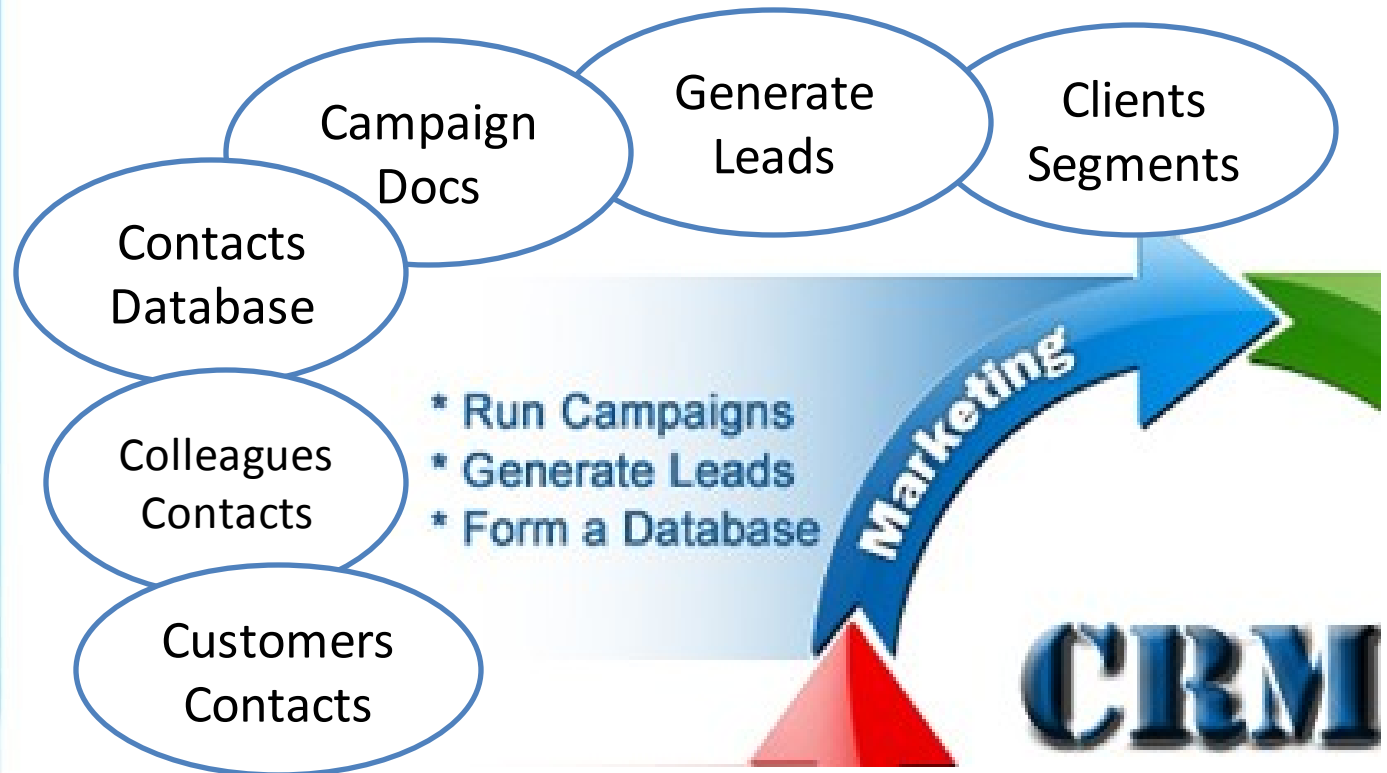 Generate
Leads
Clients
Segments
Campaign
Docs
Contacts
Database
Colleagues
Contacts
Customers
Contacts
* Run Campaigns
* Generate Leads
* Form a Database
Marketing
CRM